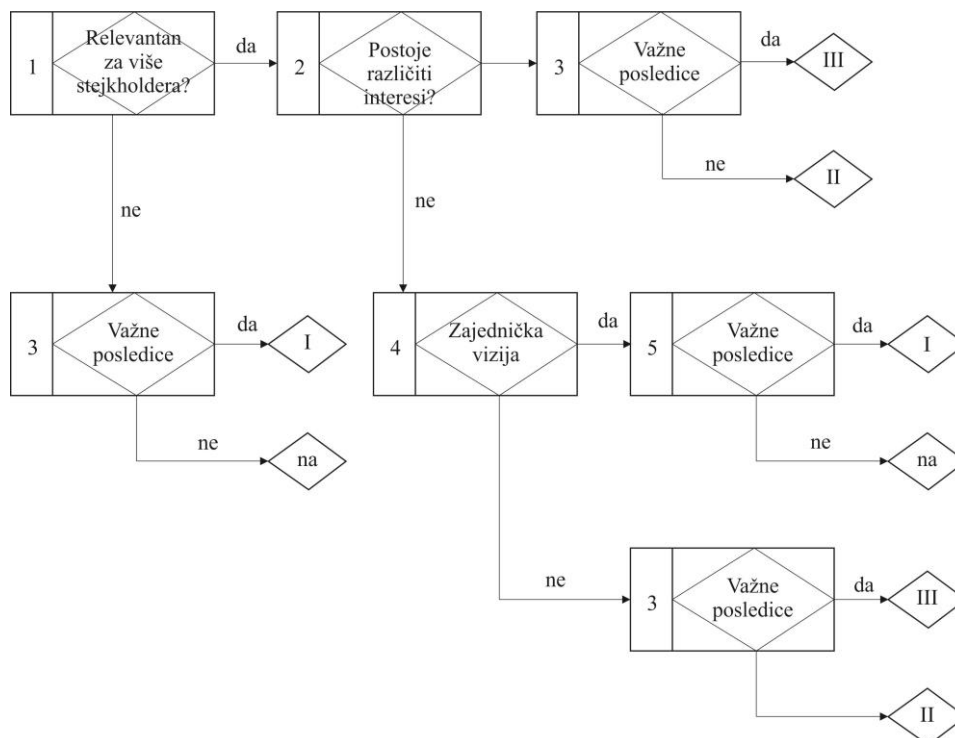 1
Relevantan
za više
stejkholdera?
da
2
Postoje
različiti
interesi?
3
Važne
posledice
da
III
ne
II
ne
ne
3
Važne
posledice
da
I
ne
na
4
Zajednička
vizija
da
5
Važne
posledice
da
I
ne
na
ne
3
Važne
posledice
da
III
II